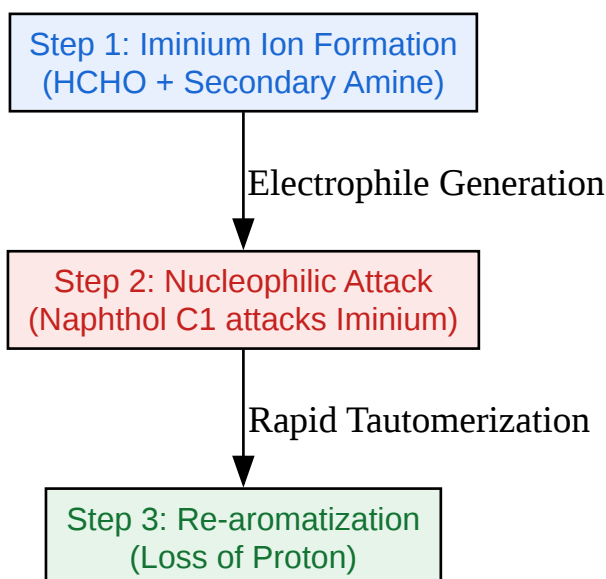 Step 1: Iminium Ion Formation
(HCHO + Secondary Amine)
Electrophile Generation
Step 2: Nucleophilic Attack
(Naphthol C1 attacks Iminium)
Rapid Tautomerization
Step 3: Re-aromatization
(Loss of Proton)